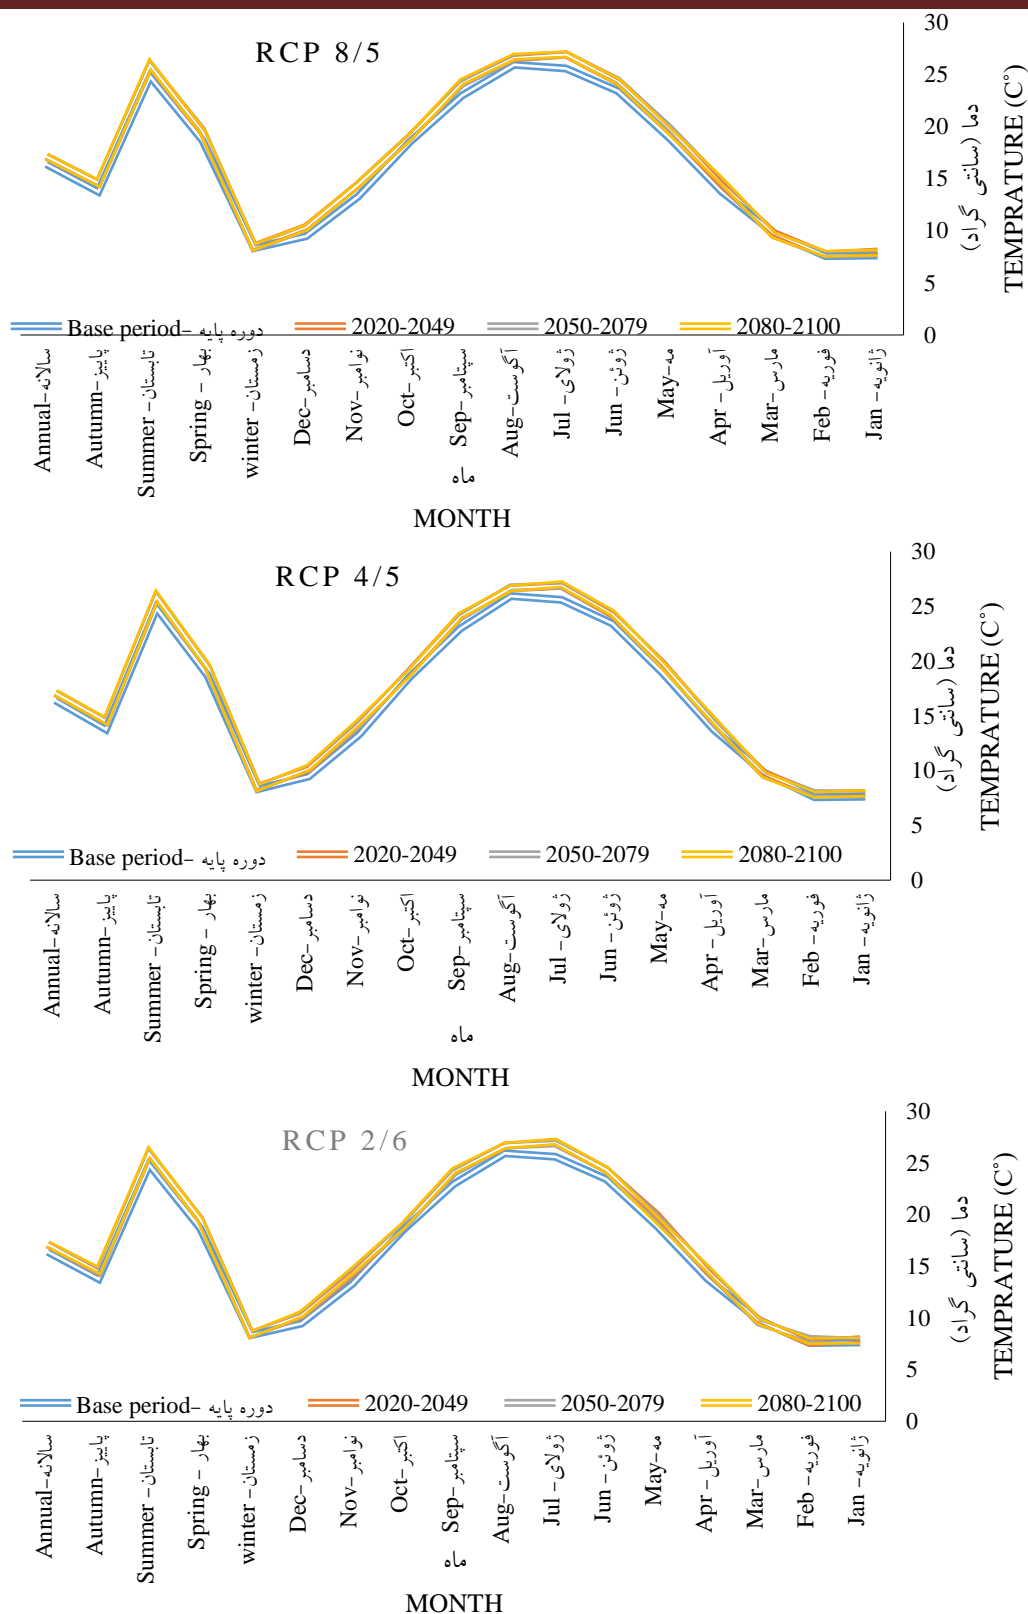 RCP 8/5
30
25
20
15
10
5
0
دما (سانتی گراد)
TEMPRATURE (C°)
Base period- دوره پایه
2020-2049
2050-2079
2080-2100
Annual-سالانه
Autumn-پاییز
Summer -تابستان
Spring - بهار
winter -زمستان
Dec-دسامبر
Nov-نوامبر
Oct-اکتبر
Sep-سپتامبر
Aug-آگوست
Jul -ژولای
Jun -ژوئن
May-مه
Apr -آوریل
Mar-مارس
Feb -فوریه
Jan -ژانویه
ماه
MONTH
RCP 4/5
30
25
20
15
10
5
0
دما (سانتی گراد)
TEMPRATURE (C°)
Base period- دوره پایه
2020-2049
2050-2079
2080-2100
Annual-سالانه
Autumn-پاییز
Summer -تابستان
Spring - بهار
winter -زمستان
Dec-دسامبر
Nov-نوامبر
Oct-اکتبر
Sep-سپتامبر
Aug-آگوست
Jul -ژولای
Jun -ژوئن
May-مه
Apr -آوریل
Mar-مارس
Feb -فوریه
Jan -ژانویه
ماه
MONTH
RCP 2/6
30
25
20
15
10
5
0
دما (سانتی گراد)
TEMPRATURE (C°)
Base period- دوره پایه
2020-2049
2050-2079
2080-2100
Annual-سالانه
Autumn-پاییز
Summer -تابستان
Spring - بهار
winter -زمستان
Dec-دسامبر
Nov-نوامبر
Oct-اکتبر
Sep-سپتامبر
Aug-آگوست
Jul -ژولای
Jun -ژوئن
May-مه
Apr -آوریل
Mar-مارس
Feb -فوریه
Jan -ژانویه
ماه
MONTH